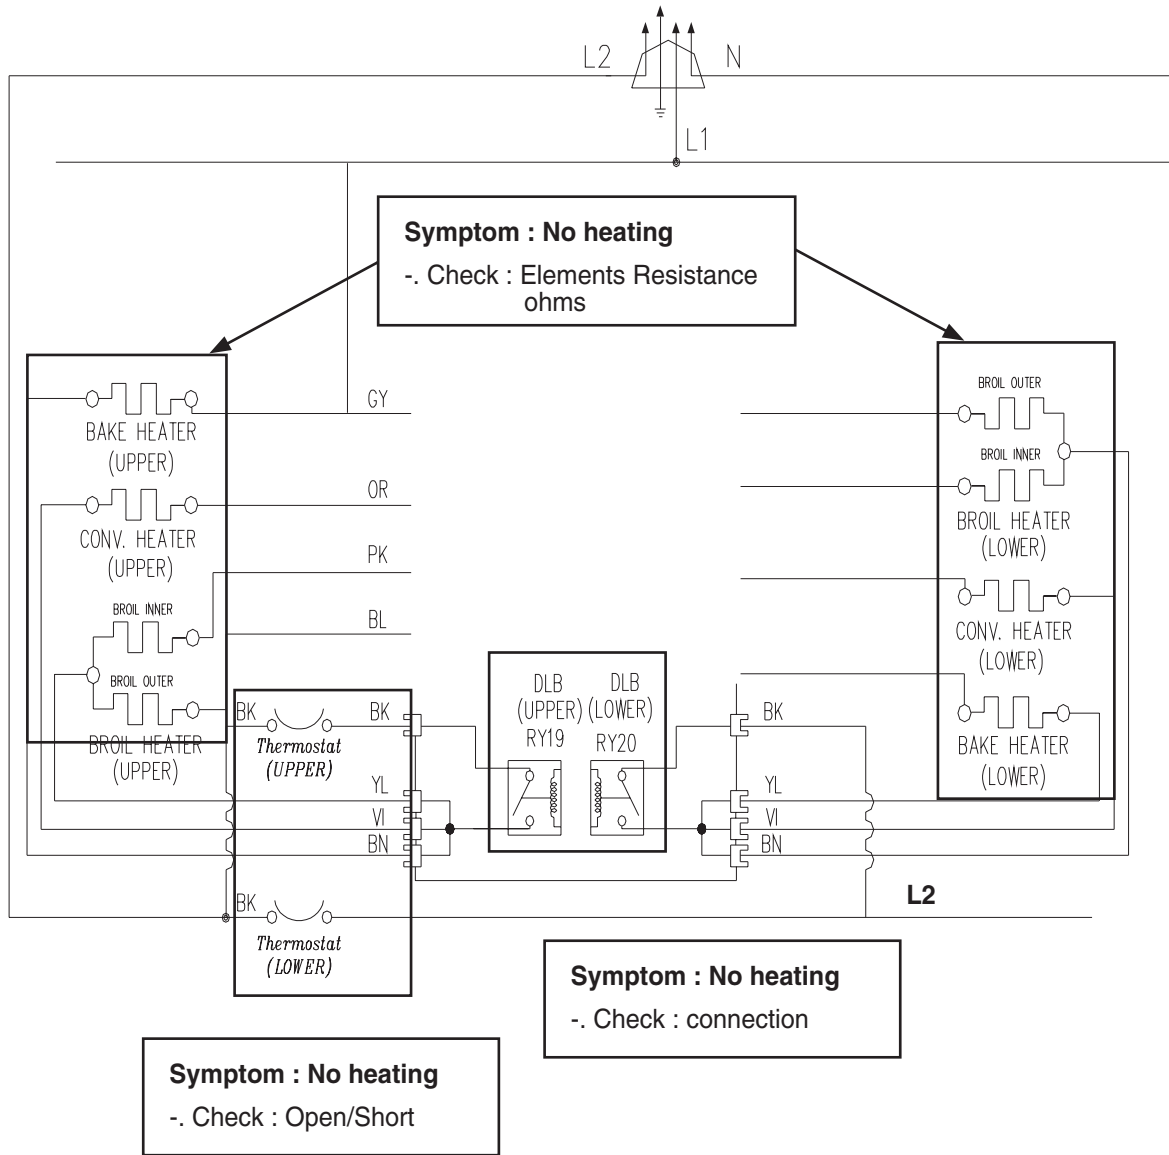 L2
N
L1
Symptom : No heating
-. Check : Elements Resistance
ohms
BAKE HEATER
(UPPER)
GY
CONV. HEATER
(UPPER)
OR
PK
BROIL INNER
BL
BROIL OUTER
BROIL HEATER
(UPPER)
BROIL OUTER
BROIL INNER
BROIL HEATER
(LOWER)
CONV. HEATER
(LOWER)
BAKE HEATER
(LOWER)
DLB DLB
(UPPER) (LOWER)
RY19 RY20
BK BK
Thermostat
(UPPER)
YL
VI
BN
BK
Thermostat
(LOWER)
BK
YL
VI
BN
L2
Symptom : No heating
-. Check : connection
Symptom : No heating
-. Check : Open/Short